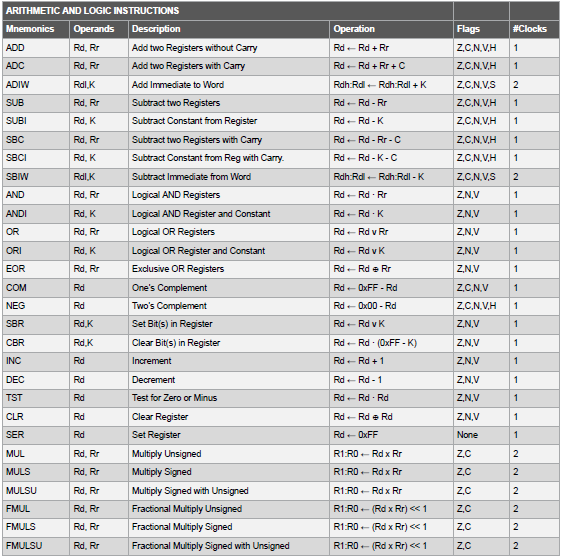 ARITHMETIC AND LOGIC INSTRUCTIONS
Mnemonics Operands Description Operation Flags #Clocks
ADD Rd, Rr Add two Registers without Carry Rd ← Rd + Rr Z,C,N,V,H 1
ADC Rd, Rr Add two Registers with Carry Rd ← Rd + Rr + C Z,C,N,V,H 1
ADIW Rdl,K Add Immediate to Word Rdh:Rdl ← Rdh:Rdl + K Z,C,N,V,S 2
SUB Rd, Rr Subtract two Registers Rd ← Rd - Rr Z,C,N,V,H 1
SUBI Rd, K Subtract Constant from Register Rd ← Rd - K Z,C,N,V,H 1
SBC Rd, Rr Subtract two Registers with Carry Rd ← Rd - Rr - C Z,C,N,V,H 1
SBCI Rd, K Subtract Constant from Reg with Carry. Rd ← Rd - K - C Z,C,N,V,H 1
SBIW Rdl,K Subtract Immediate from Word Rdh:Rdl ← Rdh:Rdl - K Z,C,N,V,S 2
AND Rd, Rr Logical AND Registers Rd ← Rd · Rr Z,N,V 1
ANDI Rd, K Logical AND Register and Constant Rd ← Rd · K Z,N,V 1
OR Rd, Rr Logical OR Registers Rd ← Rd v Rr Z,N,V 1
ORI Rd, K Logical OR Register and Constant Rd ← Rd v K Z,N,V 1
EOR Rd, Rr Exclusive OR Registers Rd ← Rd ⊕ Rr Z,N,V 1
COM Rd One's Complement Rd ← 0xFF - Rd Z,C,N,V 1
NEG Rd Two's Complement Rd ← 0x00 - Rd Z,C,N,V,H 1
SBR Rd,K Set Bit(s) in Register Rd ← Rd v K Z,N,V 1
CBR Rd,K Clear Bit(s) in Register Rd ← Rd · (0xFF - K) Z,N,V 1
INC Rd Increment Rd ← Rd + 1 Z,N,V 1
DEC Rd Decrement Rd ← Rd - 1 Z,N,V 1
TST Rd Test for Zero or Minus Rd ← Rd · Rd Z,N,V 1
CLR Rd Clear Register Rd ← Rd ⊕ Rd Z,N,V 1
SER Rd Set Register Rd ← 0xFF None 1
MUL Rd, Rr Multiply Unsigned R1:R0 ← Rd x Rr Z,C 2
MULS Rd, Rr Multiply Signed R1:R0 ← Rd x Rr Z,C 2
MULSU Rd, Rr Multiply Signed with Unsigned R1:R0 ← Rd x Rr Z,C 2
FMUL Rd, Rr Fractional Multiply Unsigned R1:R0 ← (Rd x Rr) << 1 Z,C 2
FMULS Rd, Rr Fractional Multiply Signed R1:R0 ← (Rd x Rr) << 1 Z,C 2
FMULSU Rd, Rr Fractional Multiply Signed with Unsigned R1:R0 ← (Rd x Rr) << 1 Z,C 2